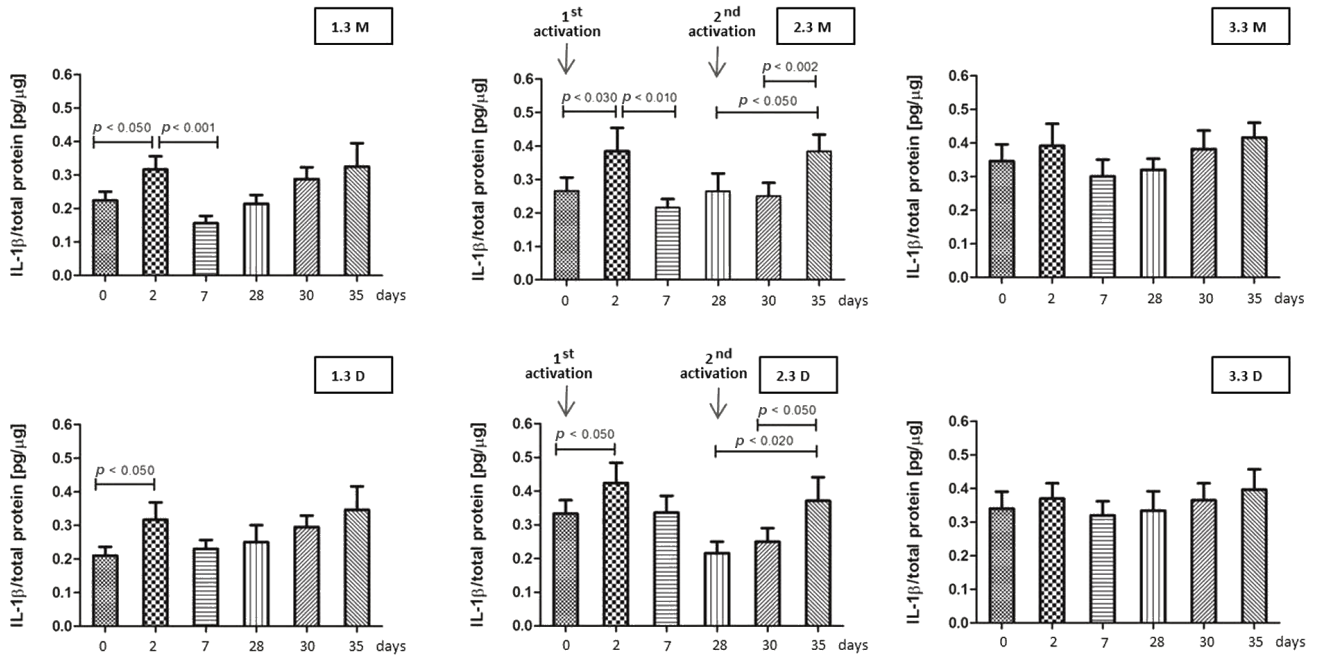 1.3 M
IL-1β/total protein [pg/µg]
0.6
0.5
0.4
0.3
0.2
0.1
0.0
p < 0.050
p < 0.001
0 2 7 28 30 35 days
1st
activation
2nd
activation
2.3 M
IL-1β/total protein [pg/µg]
0.6
0.5
0.4
0.3
0.2
0.1
0.0
p < 0.002
p < 0.030
p < 0.010
p < 0.050
0 2 7 28 30 35 days
3.3 M
IL-1β/total protein [pg/µg]
0.6
0.5
0.4
0.3
0.2
0.1
0.0
0 2 7 28 30 35 days
1.3 D
IL-1β/total protein [pg/µg]
0.6
0.5
0.4
0.3
0.2
0.1
0.0
p < 0.050
0 2 7 28 30 35 days
1st
activation
2nd
activation
2.3 D
IL-1β/total protein [pg/µg]
0.6
0.5
0.4
0.3
0.2
0.1
0.0
p < 0.050
p < 0.050
p < 0.020
0 2 7 28 30 35 days
3.3 D
IL-1β/total protein [pg/µg]
0.6
0.5
0.4
0.3
0.2
0.1
0.0
0 2 7 28 30 35 days